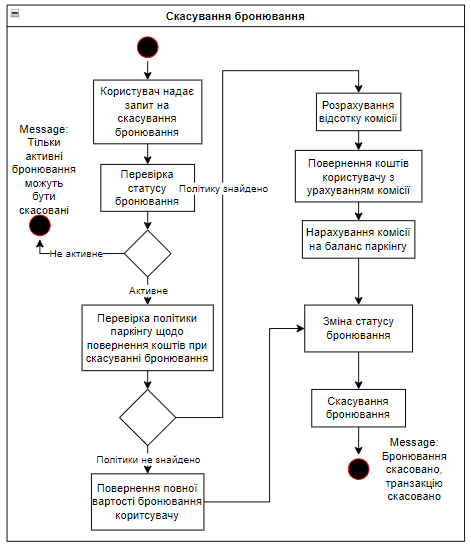 Скасування бронювання
Користувач надає
запит на
скасування
бронювання
Message:
Тільки
активні
бронювання
можуть
бути
скасовані
Перевірка
статусу
бронювання
Не активне
Активне
Перевірка політики
паркінгу щодо
повернення коштів при
скасуванні бронювання
Політику знайдено
Політики не знайдено
Повернення повної
вартості бронювання
коритсувачу
Розрахування
відсотку комісії
Повернення коштів
користувачу з
урахуванням комісії
Нарахування комісії
на баланс паркінгу
Зміна статусу
бронювання
Скасування
бронювання
Message:
Бронювання
скасовано,
транзакцію
скасовано